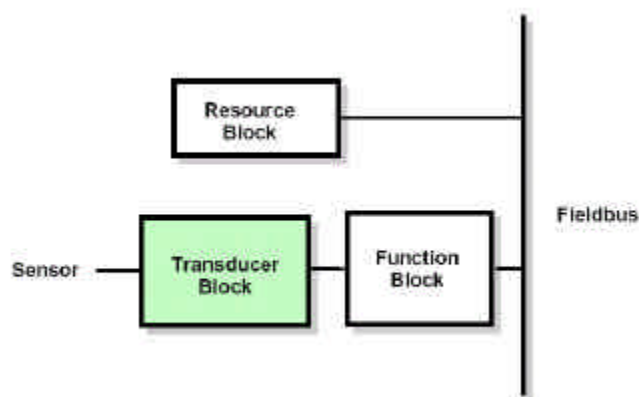 Resource
Block
Fieldbus
Sensor
Transducer
Block
Function
Block